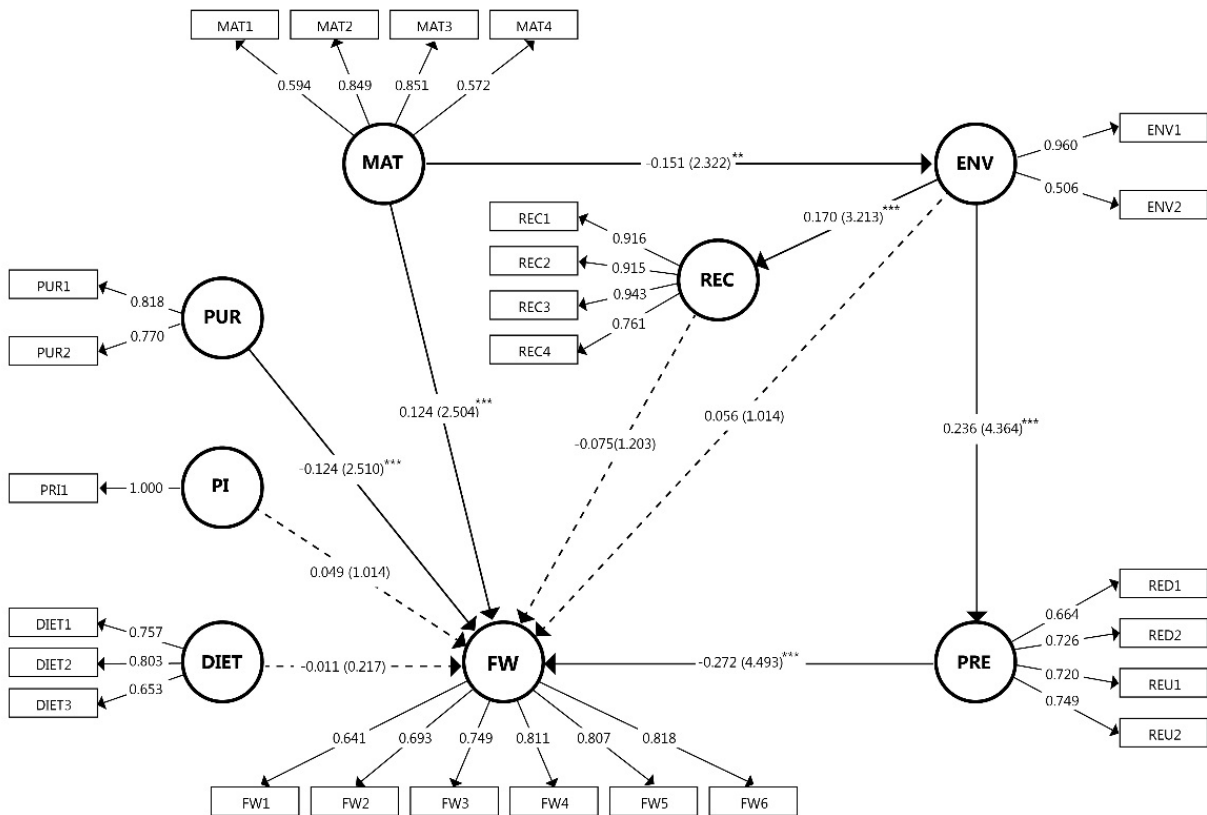 MAT1
MAT2
MAT3
MAT4
0.594
0.849
0.851
0.572
MAT
-0.151 (2.322)**
ENV
0.960
ENV1
0.506
ENV2
0.170 (3.213)***
REC1
REC2
REC3
REC4
0.916
0.915
0.943
0.761
REC
PUR1
PUR2
0.818
0.770
PUR
0.124 (2.504)***
0.056 (1.014)
0.236 (4.364)***
-0.075(1.203)
-0.124 (2.510)***
PRI1
1.000
PI
0.049 (1.014)
DIET1
DIET2
DIET3
0.757
0.803
0.653
DIET
-0.011 (0.217)
FW
-0.272 (4.493)***
PRE
0.664
0.726
0.720
0.749
RED1
RED2
REU1
REU2
0.641
0.693
0.749
0.811
0.807
0.818
FW1
FW2
FW3
FW4
FW5
FW6